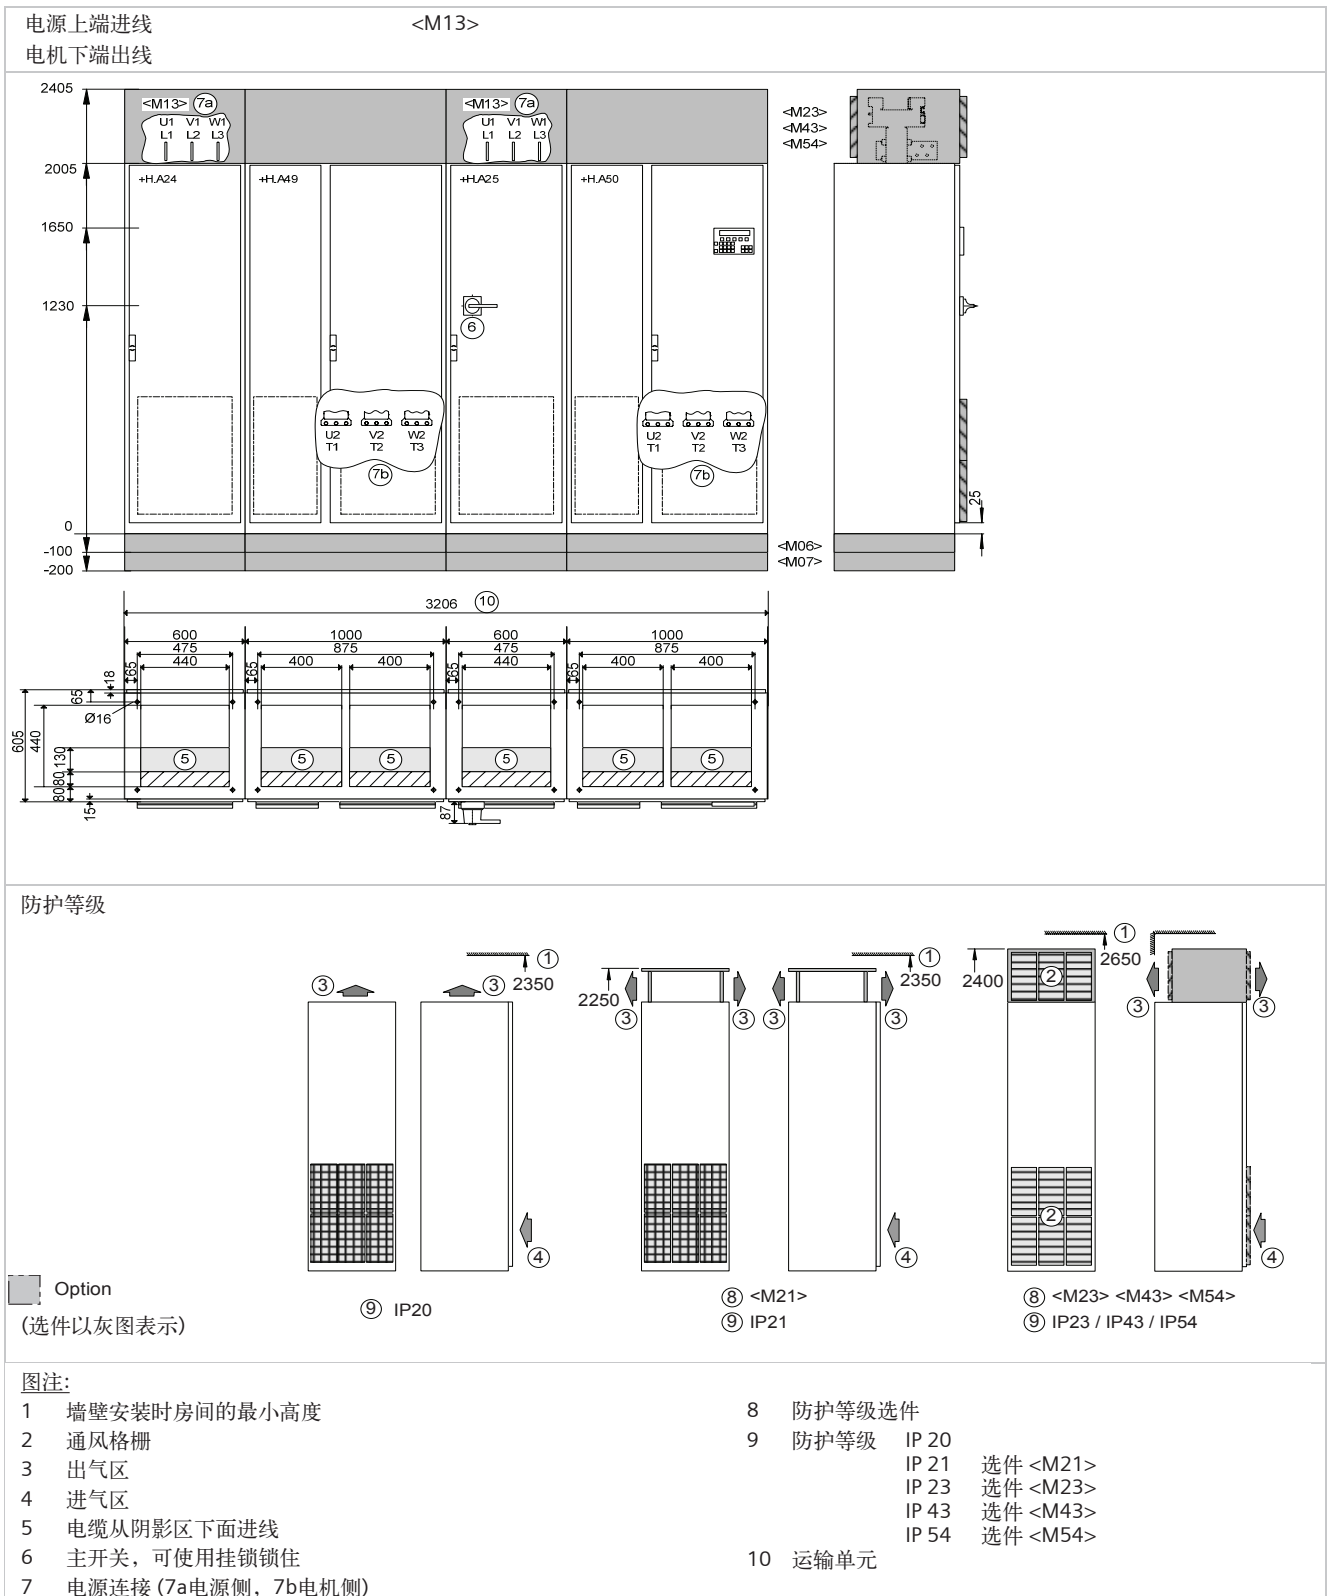 电源上端进线 <M13>
电机下端出线
2405
<M13> 7a
U1 V1 W1
L1 L2 L3
<M13> 7a
U1 V1 W1
L1 L2 L3
<M23>
<M43>
<M54>
2005
+H.A24
+H.A49
+H.A25
+H.A50
1650
1230
6
U2 V2 W2
T1 T2 T3
7b
U2 V2 W2
T1 T2 T3
7b
25
0
-100
-200
<M06>
<M07>
3206 10
600 1000 600 1000
475 875 475 875
440 400 400 440 400 400
65 65 65 65
18
65
Ø16
605
440
130
80
80
15
87
5 5 5 5 5 5
防护等级
3 3 1
2350
4
9 IP20
2250
3 3 3 3
1
2350
4
8 <M21>
9 IP21
2400
2
2
1
2650
3 3
4
8 <M23> <M43> <M54>
9 IP23 / IP43 / IP54
Option
(选件以灰图表示)
图注:
1 墙壁安装时房间的最小高度
2 通风格栅
3 出气区
4 进气区
5 电缆从阴影区下面进线
6 主开关，可使用挂锁锁住
7 电源连接 (7a电源侧，7b电机侧)
8 防护等级选件
9 防护等级 IP 20
IP 21 选件 <M21>
IP 23 选件 <M23>
IP 43 选件 <M43>
IP 54 选件 <M54>
10 运输单元